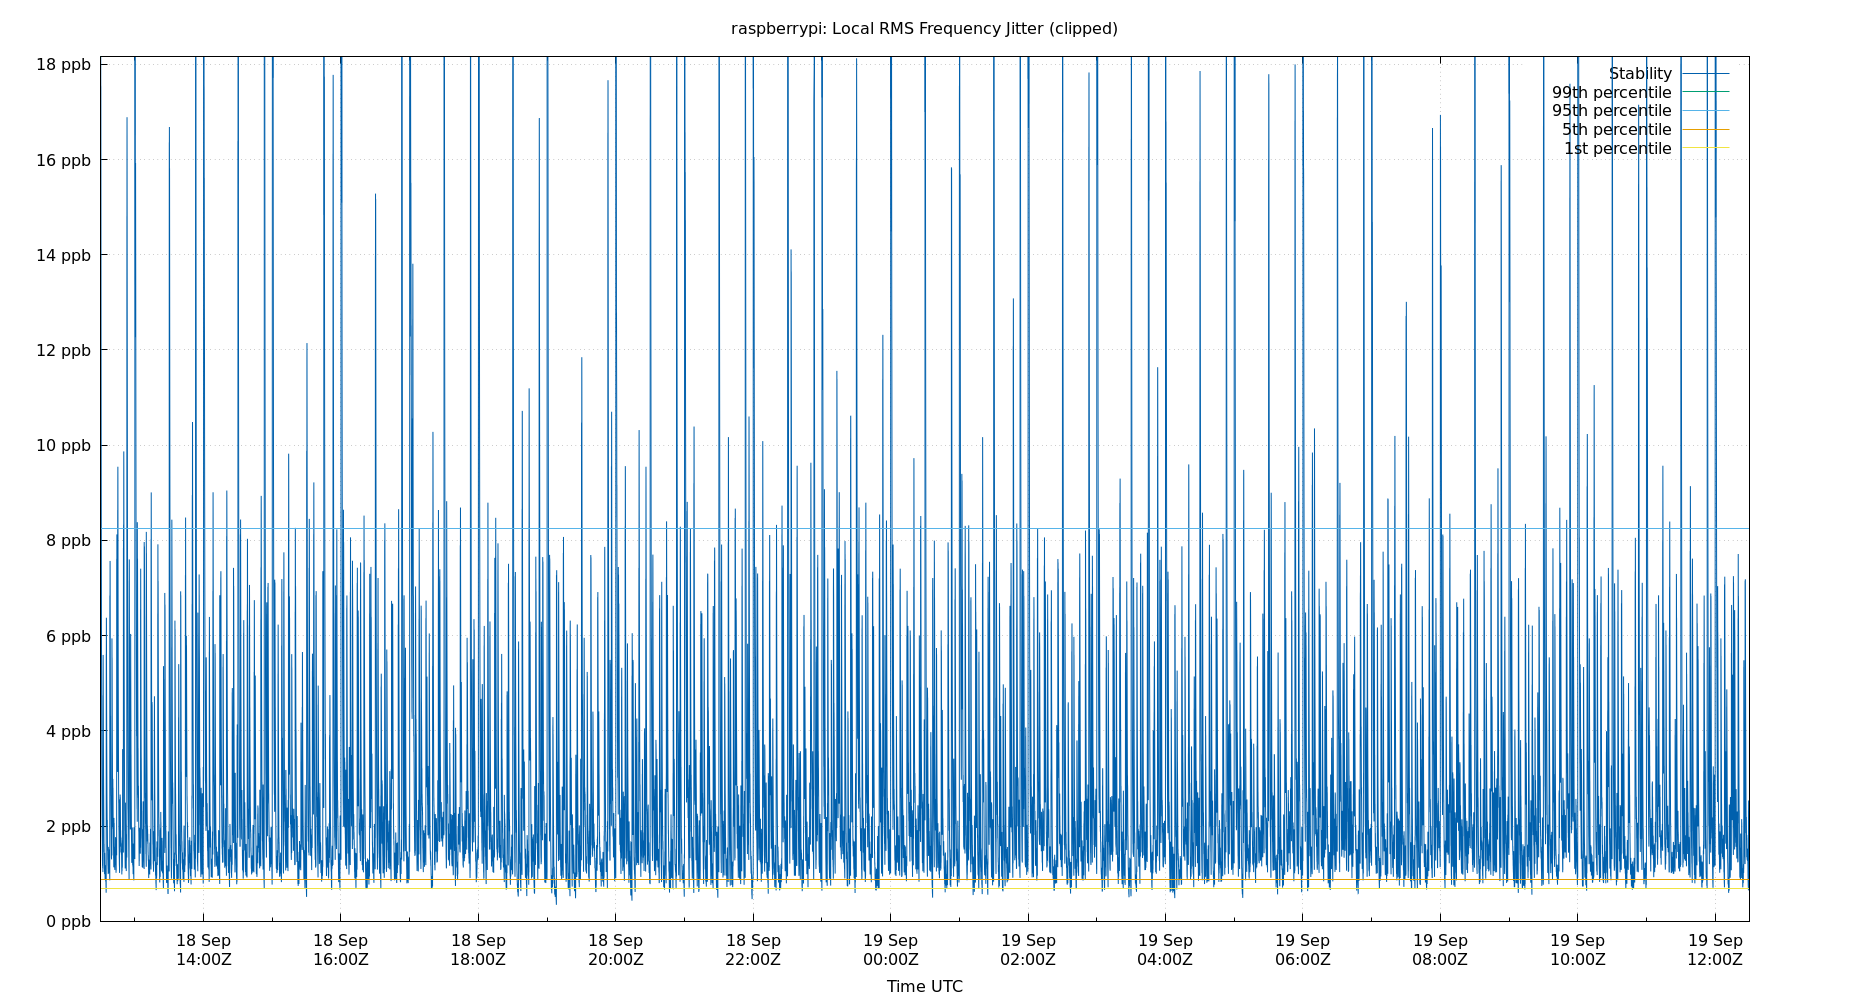 raspberrypi: Local RMS Frequency Jitter (clipped)
18 ppb
16 ppb
14 ppb
12 ppb
10 ppb
8 ppb
6 ppb
4 ppb
2 ppb
0 ppb
Stability
99th percentile
95th percentile
5th percentile
1st percentile
18 Sep 18 Sep 18 Sep 18 Sep 18 Sep 19 Sep 19 Sep 19 Sep 19 Sep 19 Sep 19 Sep 19 Sep
14:00Z 16:00Z 18:00Z 20:00Z 22:00Z 00:00Z 02:00Z 04:00Z 06:00Z 08:00Z 10:00Z 12:00Z
Time UTC